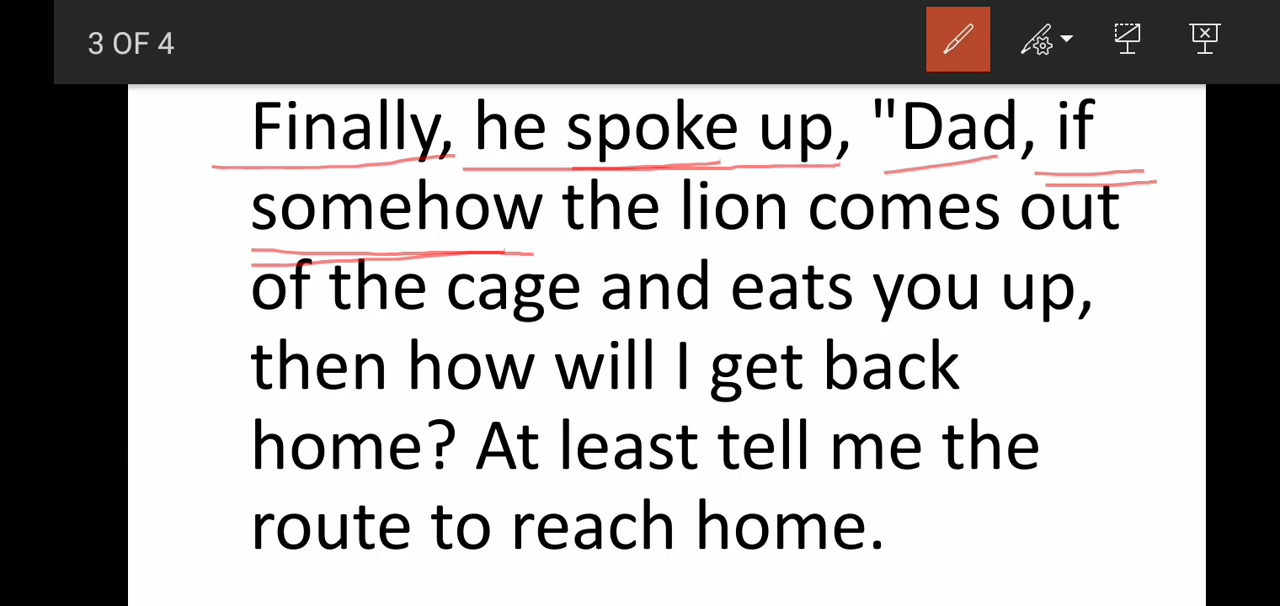 3 OF 4
Finally, he spoke up, "Dad, if
somehow the lion comes out
of the cage and eats you up,
then how will I get back
home? At least tell me the
route to reach home.